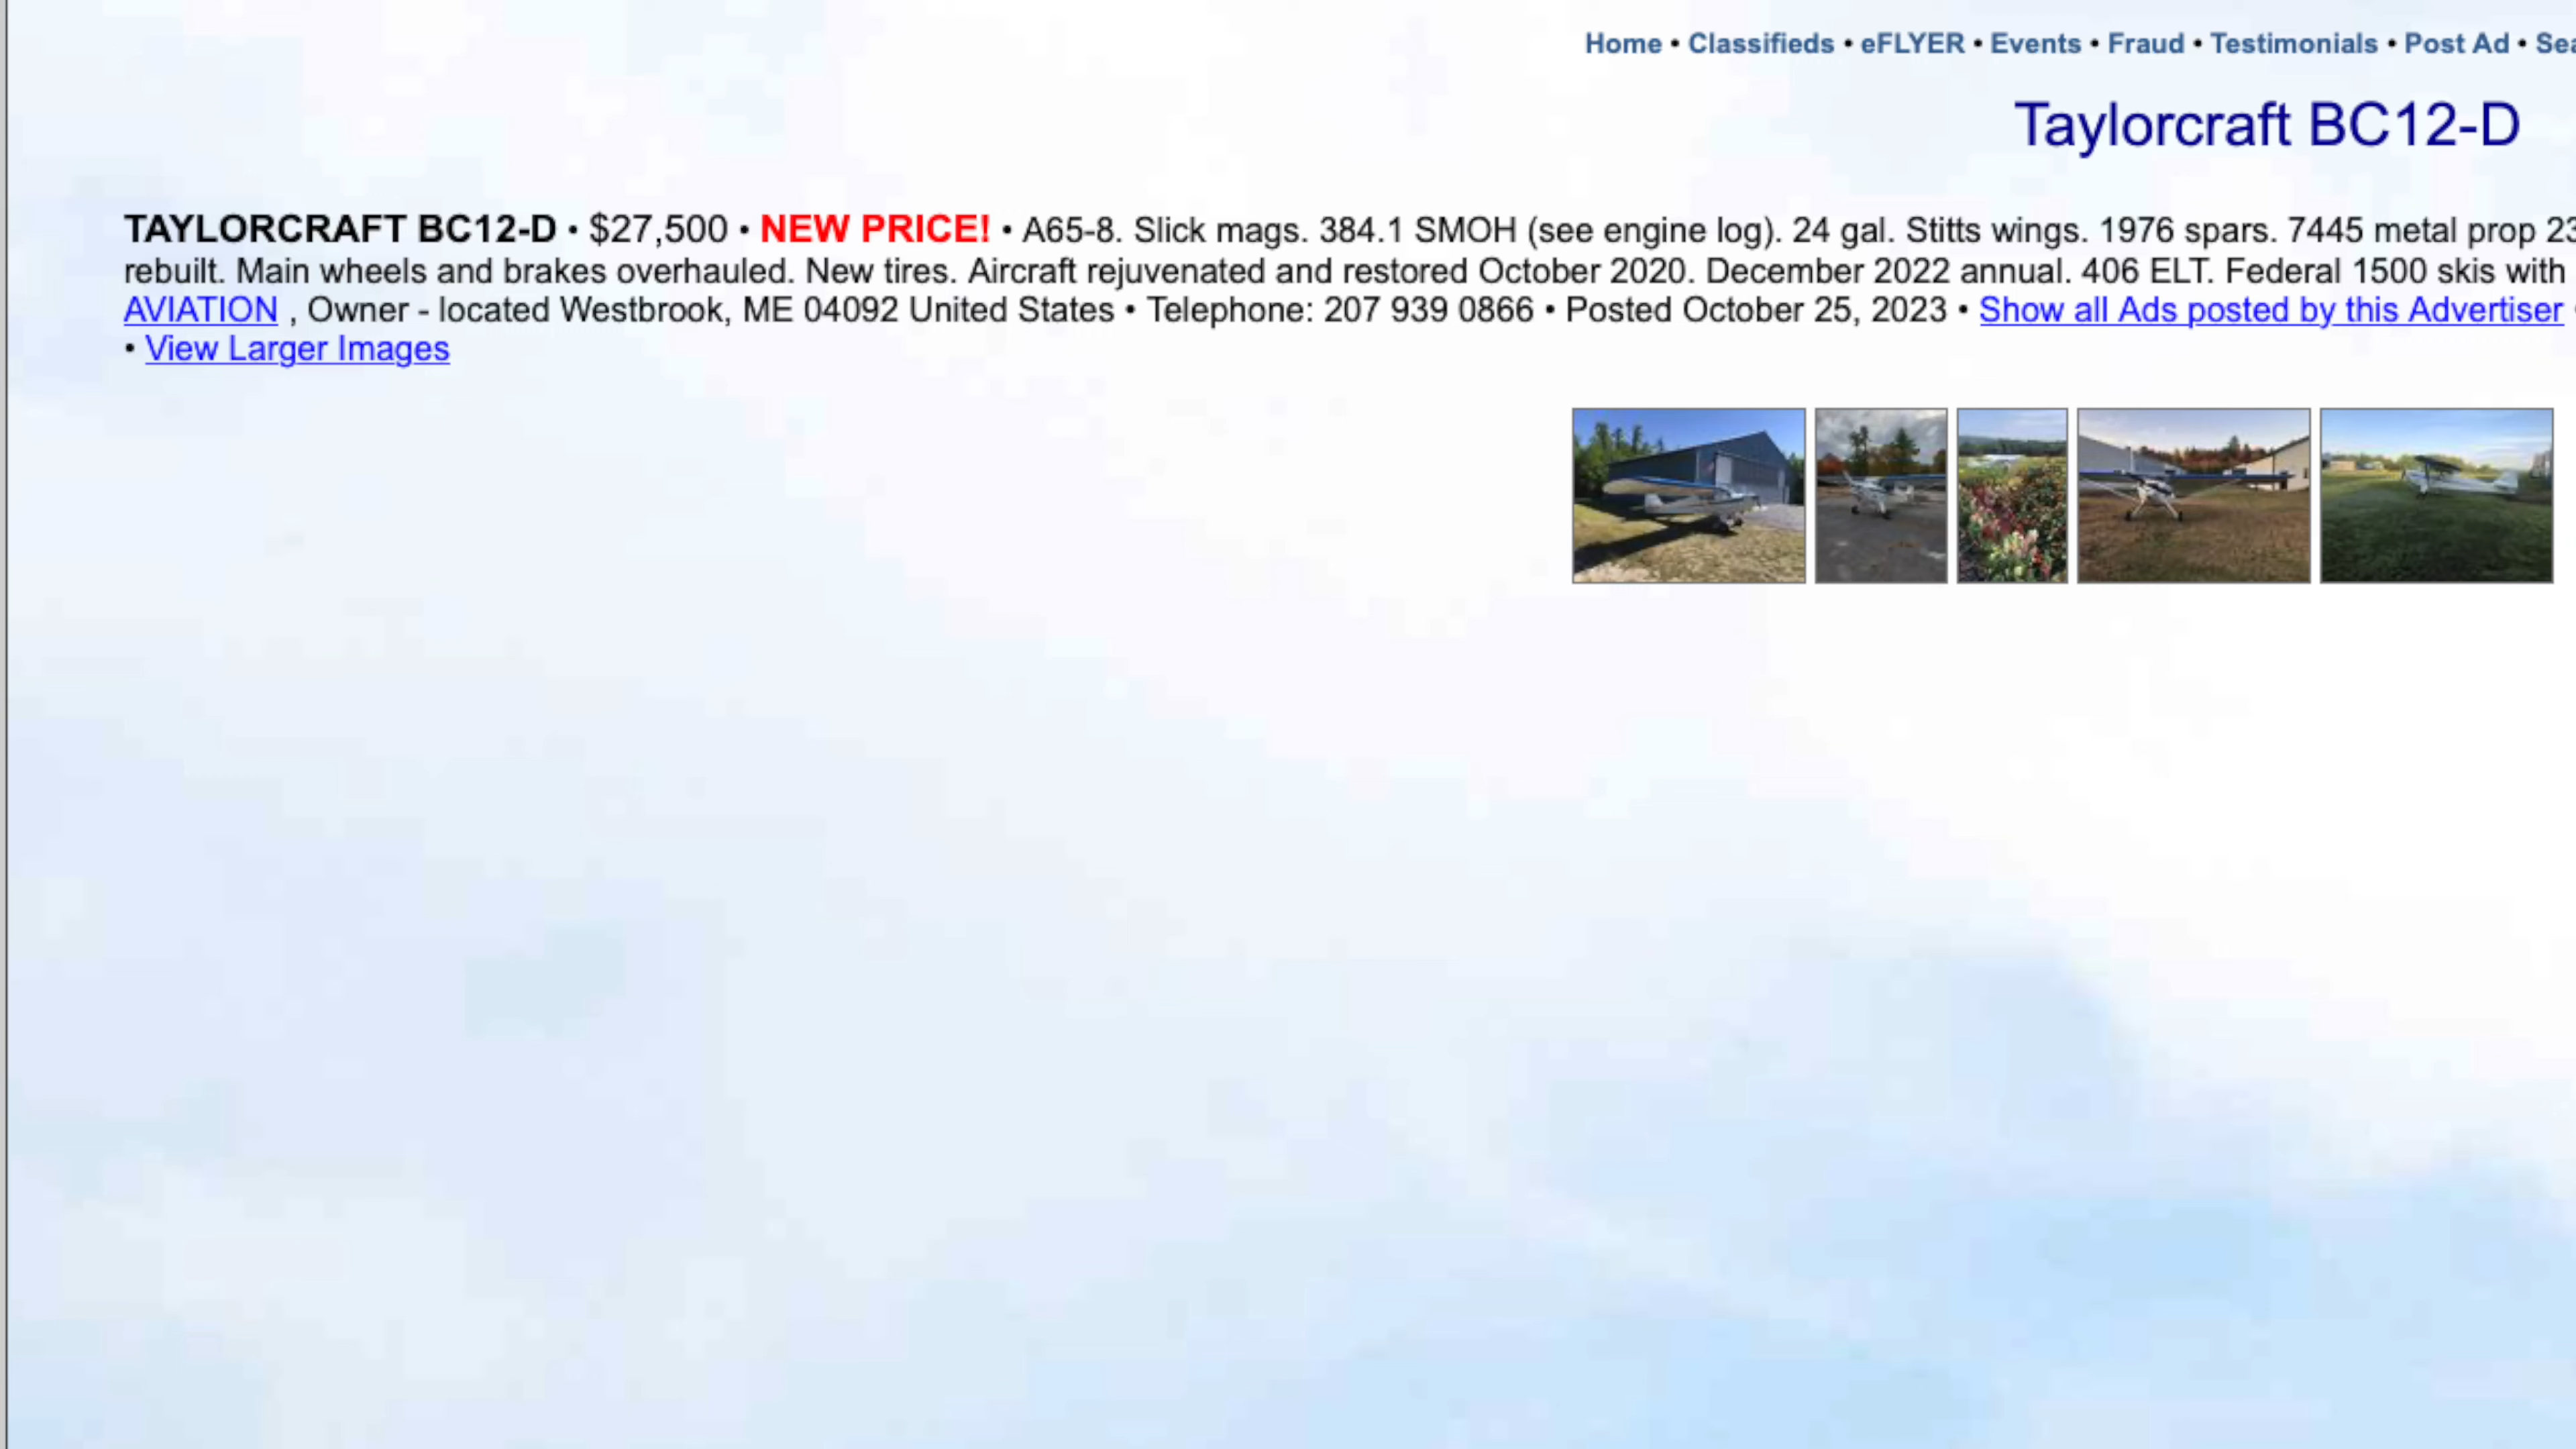 Home • Classifieds • eFLYER • Events • Fraud • Testimonials • Post Ad •
Taylorcraft BC12-D
TAYLORCRAFT BC12-D • $27,500 • NEW PRICE! • A65-8. Slick mags. 384.1 SMOH (see engine log). 24 gal. Stitts wings. 1976 spars. 7445 metal prop
rebuilt. Main wheels and brakes overhauled. New tires. Aircraft rejuvenated and restored October 2020. December 2022 annual. 406 ELT. Federal 1500 skis with
AVIATION , Owner - located Westbrook, ME 04092 United States • Telephone: 207 939 0866 • Posted October 25, 2023 • Show all Ads posted by this Advertiser
• View Larger Images